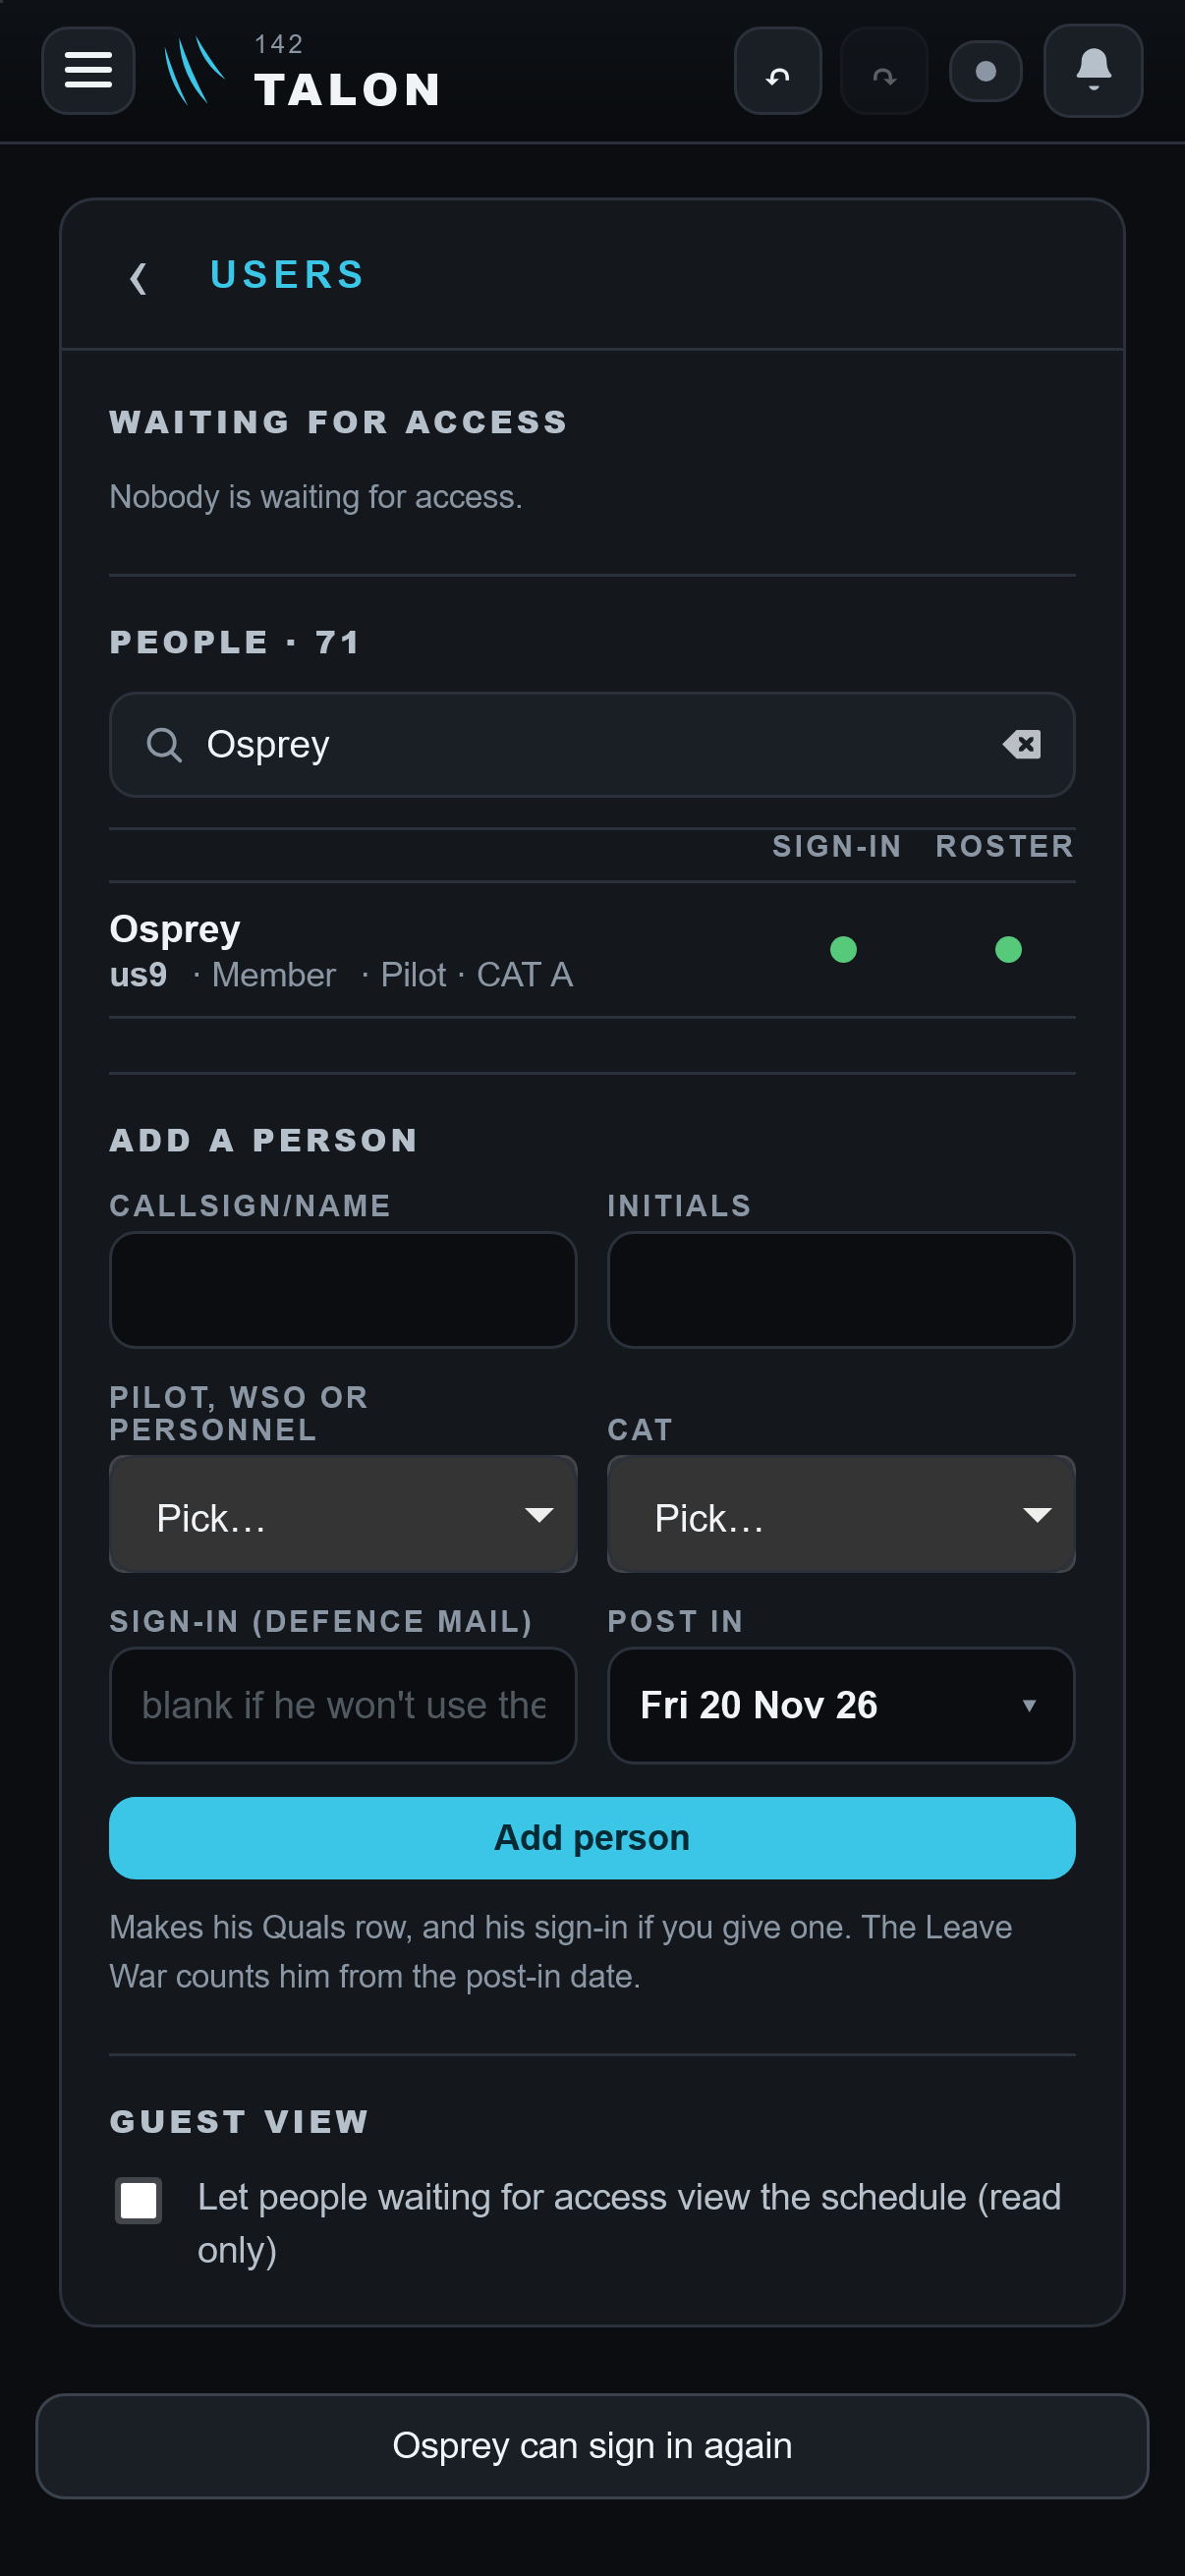 142
TALON
USERS
WAITING FOR ACCESS
Nobody is waiting for access.
PEOPLE · 71
Osprey
SIGN-IN ROSTER
Osprey
us9 · Member · Pilot · CAT A
ADD A PERSON
CALLSIGN/NAME INITIALS
PILOT, WSO OR
PERSONNEL CAT
Pick... Pick...
SIGN-IN (DEFENCE MAIL) POST IN
blank if he won't use the Fri 20 Nov 26
Add person
Makes his Quals row, and his sign-in if you give one. The Leave
War counts him from the post-in date.
GUEST VIEW
Let people waiting for access view the schedule (read
only)
Osprey can sign in again